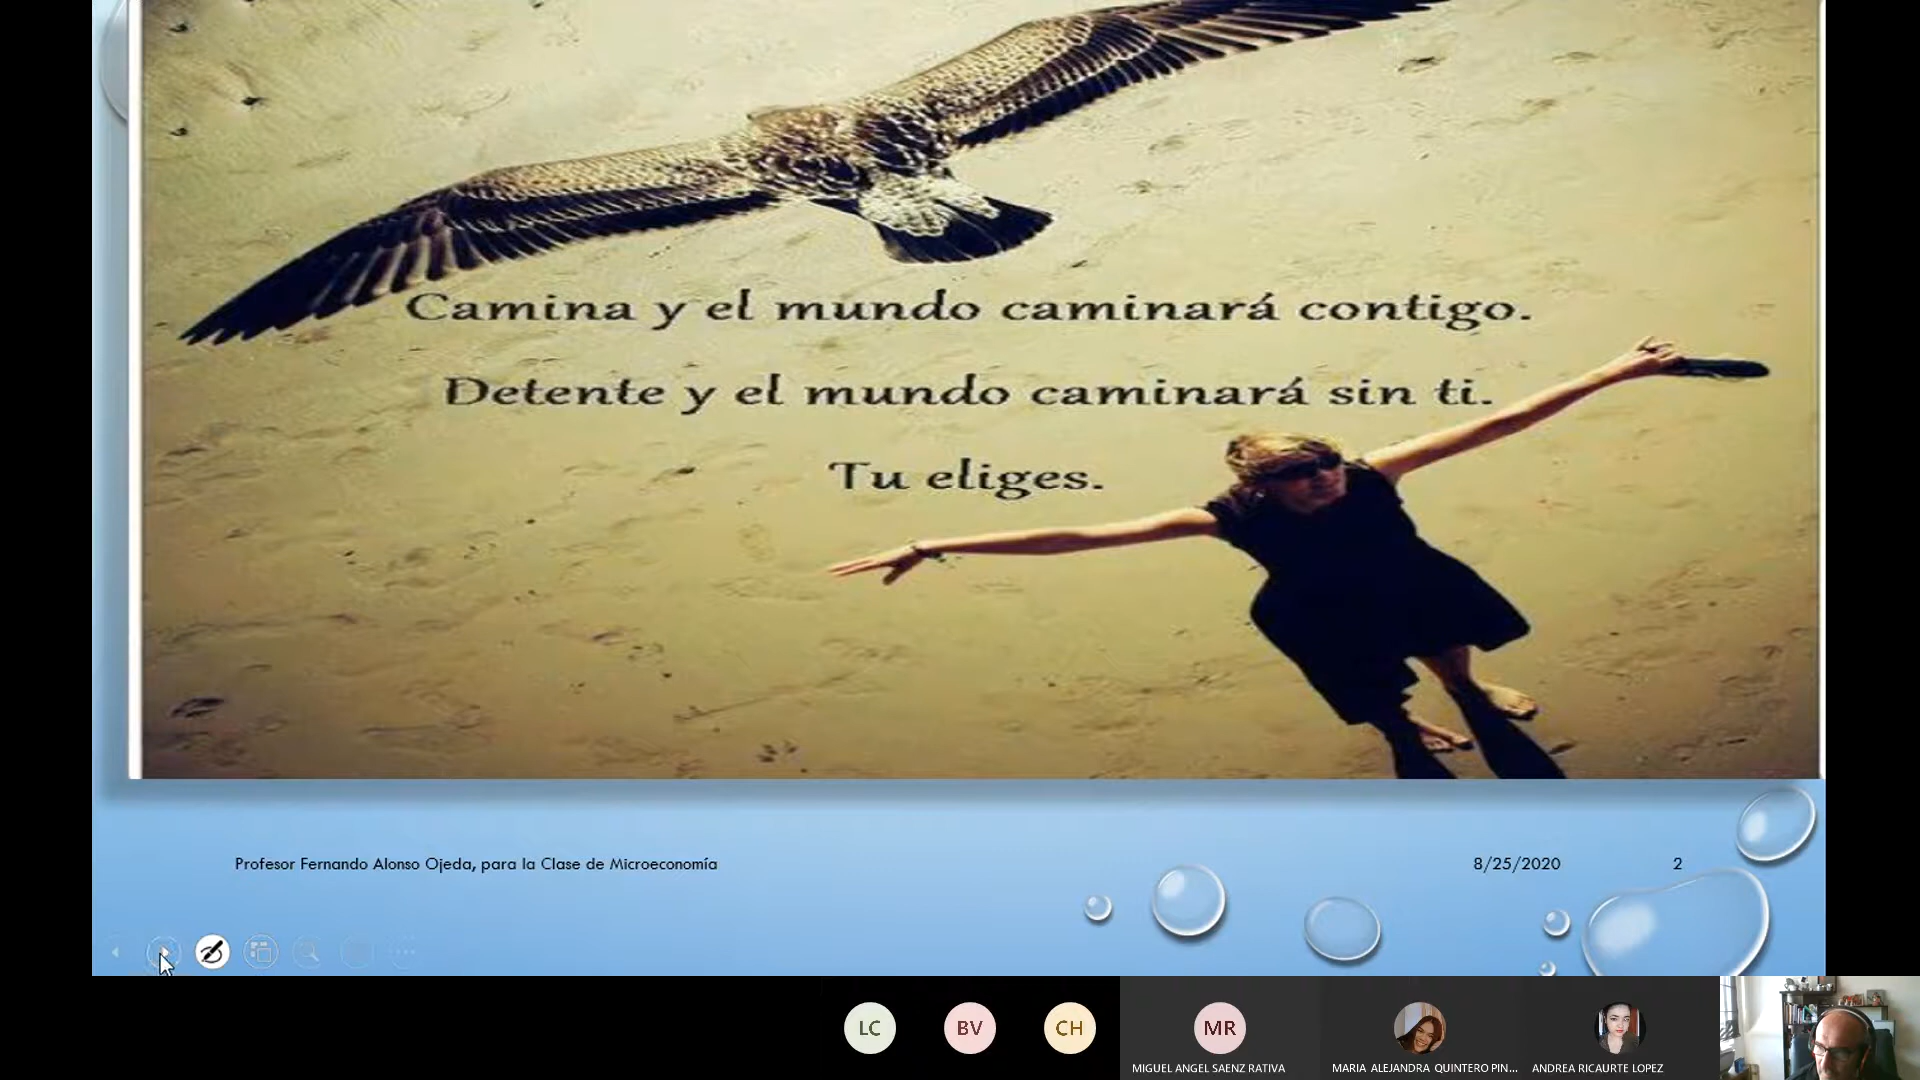 Camina y el mundo caminará contigo.
Detente y el mundo caminará sin ti.
Tu eliges.
Profesor Fernando Alonso Ojeda, para la Clase de Microeconomía
8/25/2020
2
LC
BV
CH
MR
MIGUEL ANGEL SAENZ RATIVA
MARIA ALEJANDRA QUINTERO PIN...
ANDREA RICAURTE LOPEZ